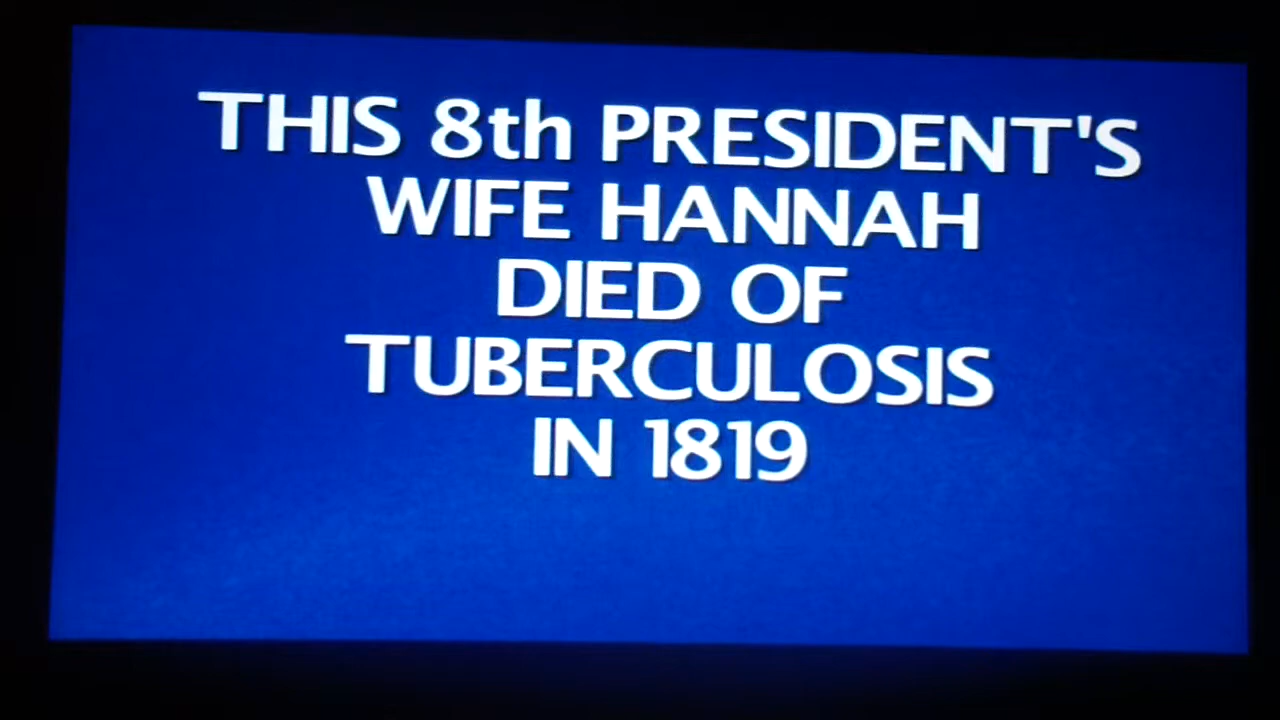 THIS 8th PRESIDENT'S
WIFE HANNAH
DIED OF
TUBERCULOSIS
IN 1819